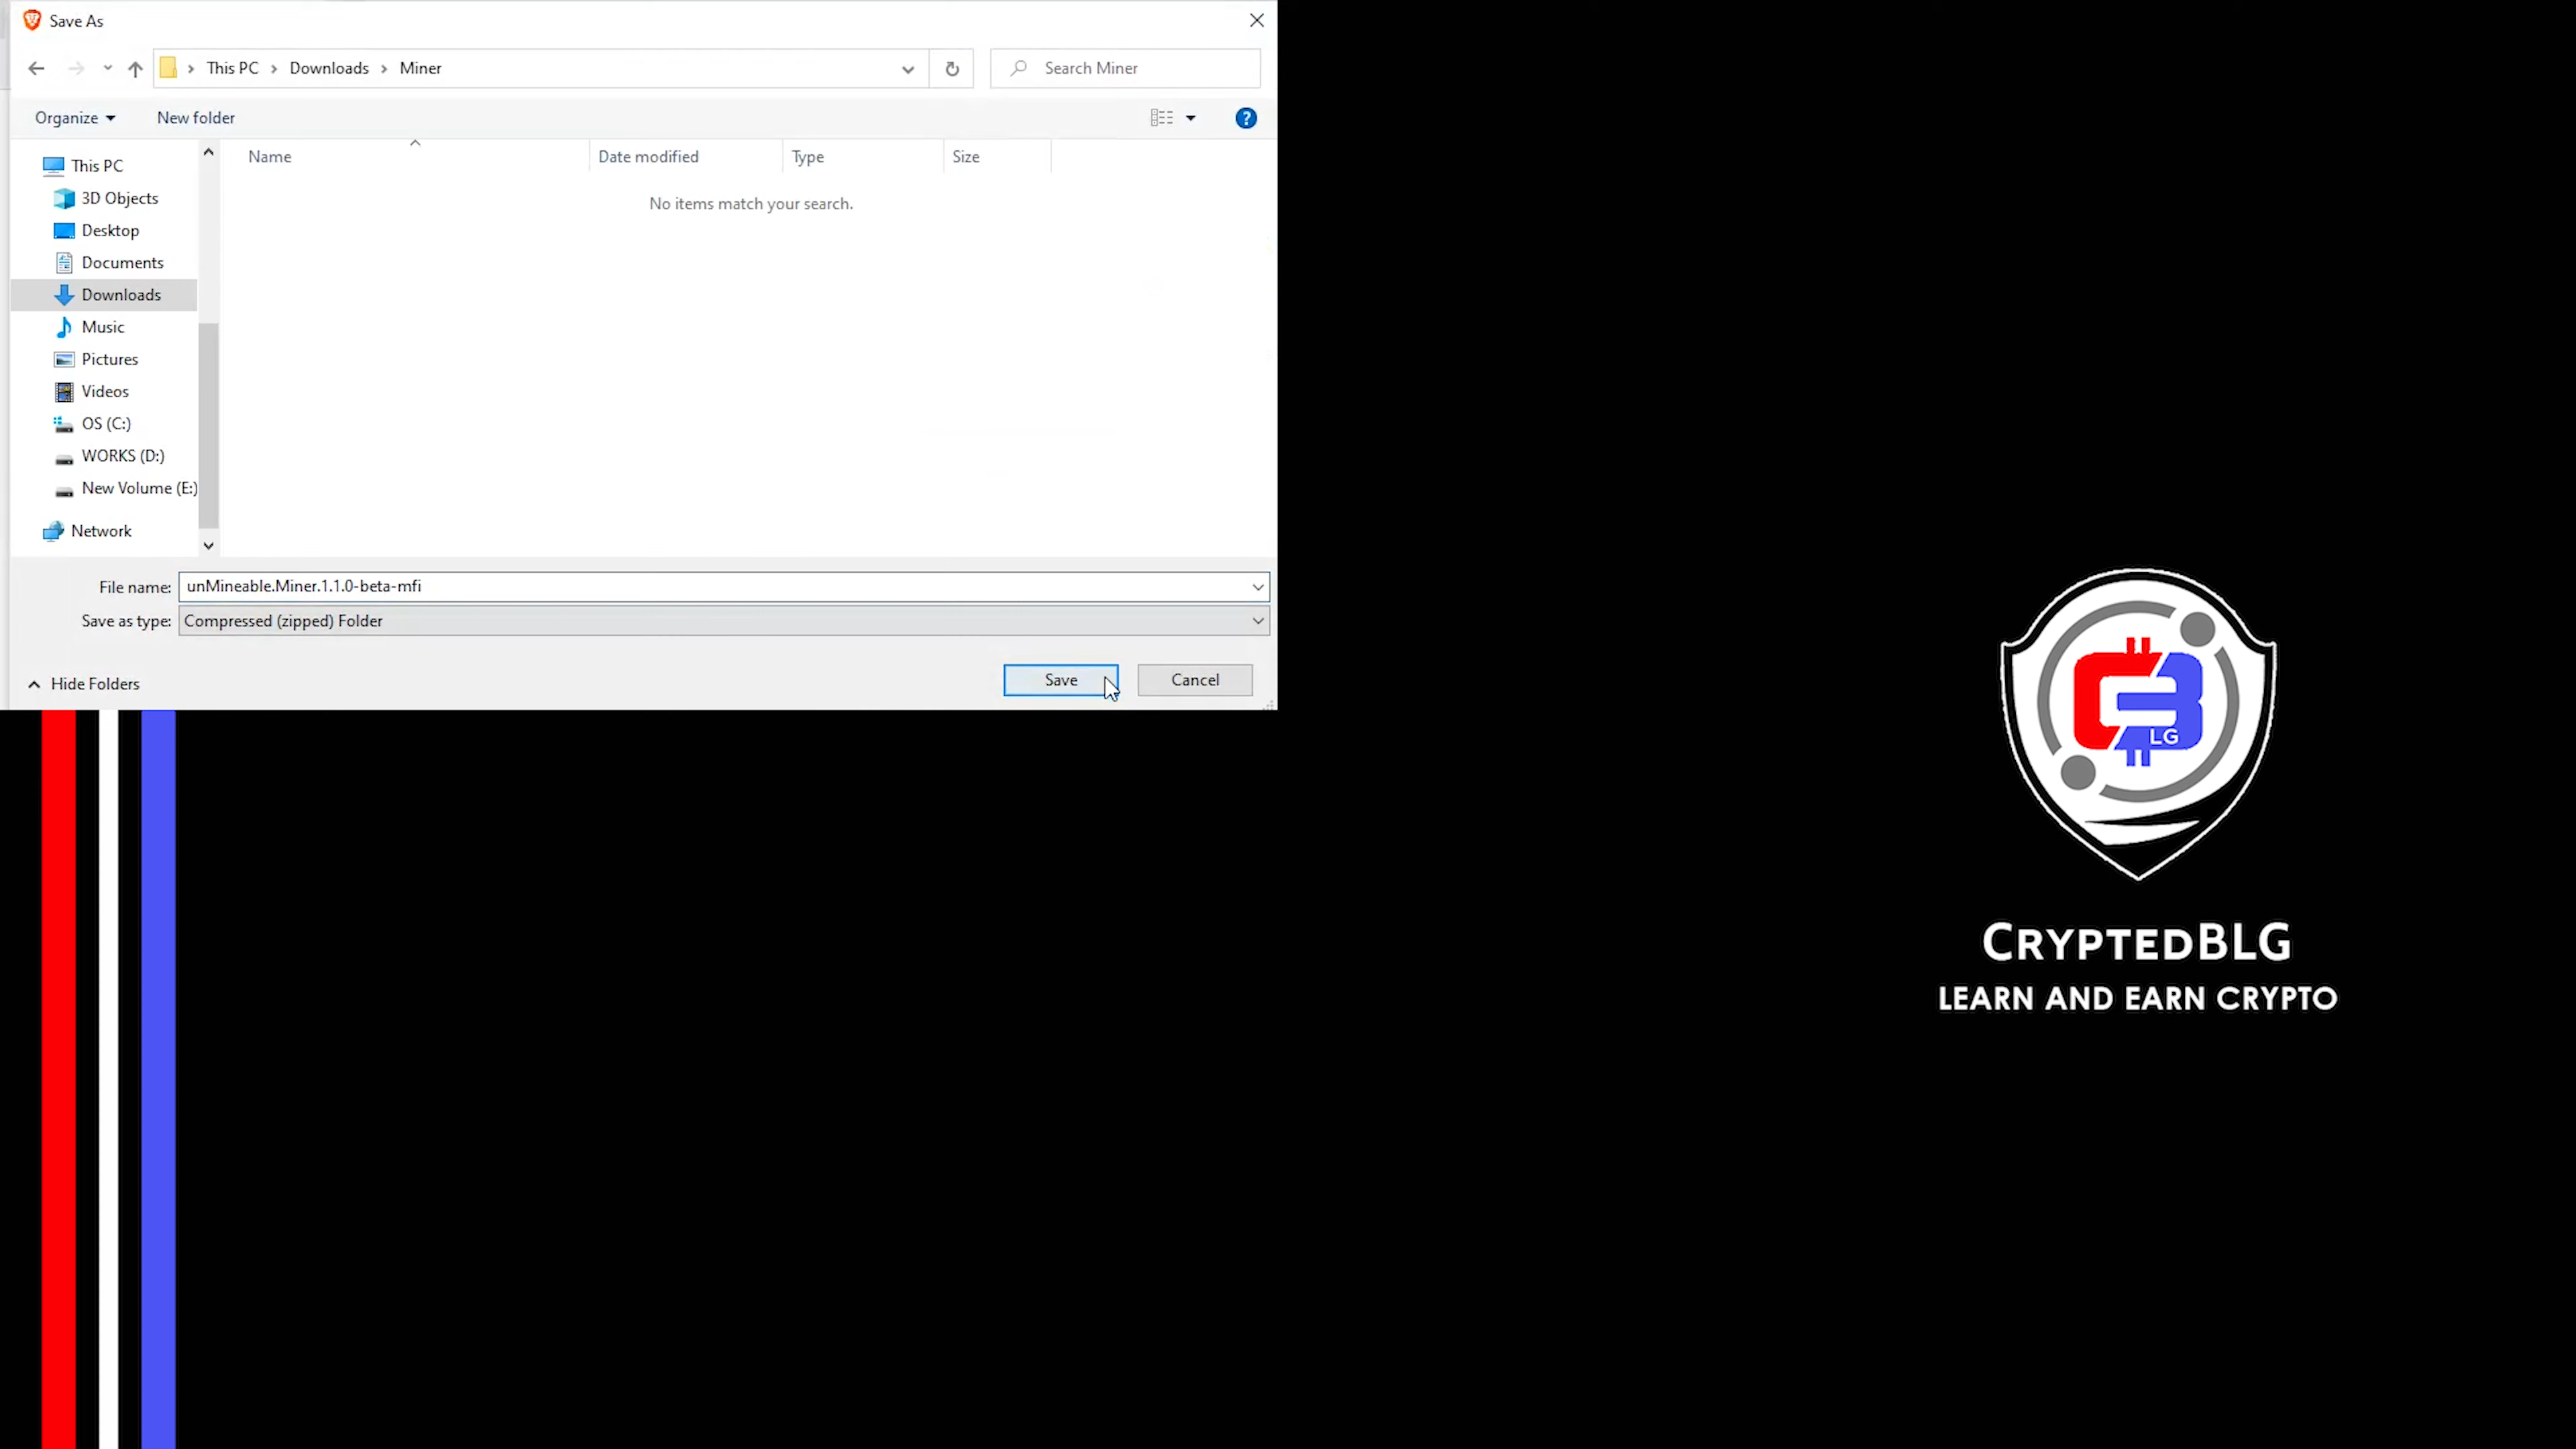 Save As
This PC
Downloads
Miner
Search Miner
Organize
New folder
Name
Date modified
Type
Size
No items match your search.
This PC
3D Objects
Desktop
Documents
Downloads
Music
Pictures
Videos
OS (C:)
WORKS (D:)
New Volume (E:)
Network
File name: unMineable.Miner.1.1.0-beta-mfi
Save as type: Compressed (zipped) Folder
Hide Folders
Save
Cancel
CB
LG
CRYPTEDBLG
LEARN AND EARN CRYPTO